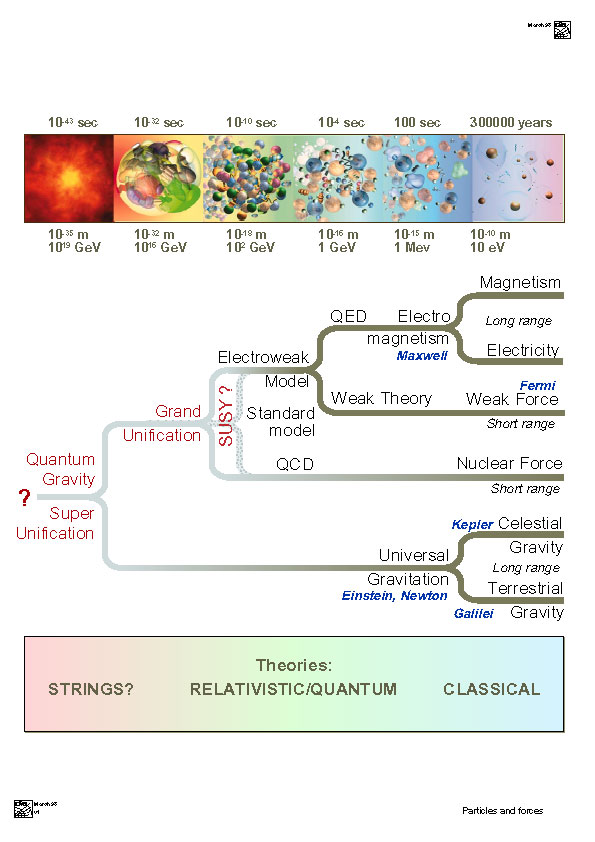 March 98
10-43 sec 10-32 sec 10-10 sec 10-4 sec 100 sec 300000 years
10-35 m 10-32 m 10-18 m 10-16 m 10-15 m 10-10 m
1019 GeV 1016 GeV 102 GeV 1 GeV 1 Mev 10 eV
Magnetism
QED Electro
Long range
magnetism
Maxwell
Electricity
Electroweak
Model
Fermi
Weak Theory Weak Force
Short range
Grand
Unification
SUSY ?
Standard
model
Quantum
Gravity
QCD Nuclear Force
Short range
?
Super
Unification
Kepler Celestial
Gravity
Universal
Gravitation
Long range
Einstein, Newton
Terrestrial
Galilei Gravity
Theories:
STRINGS? RELATIVISTIC/QUANTUM CLASSICAL
March 98
Particles and forces